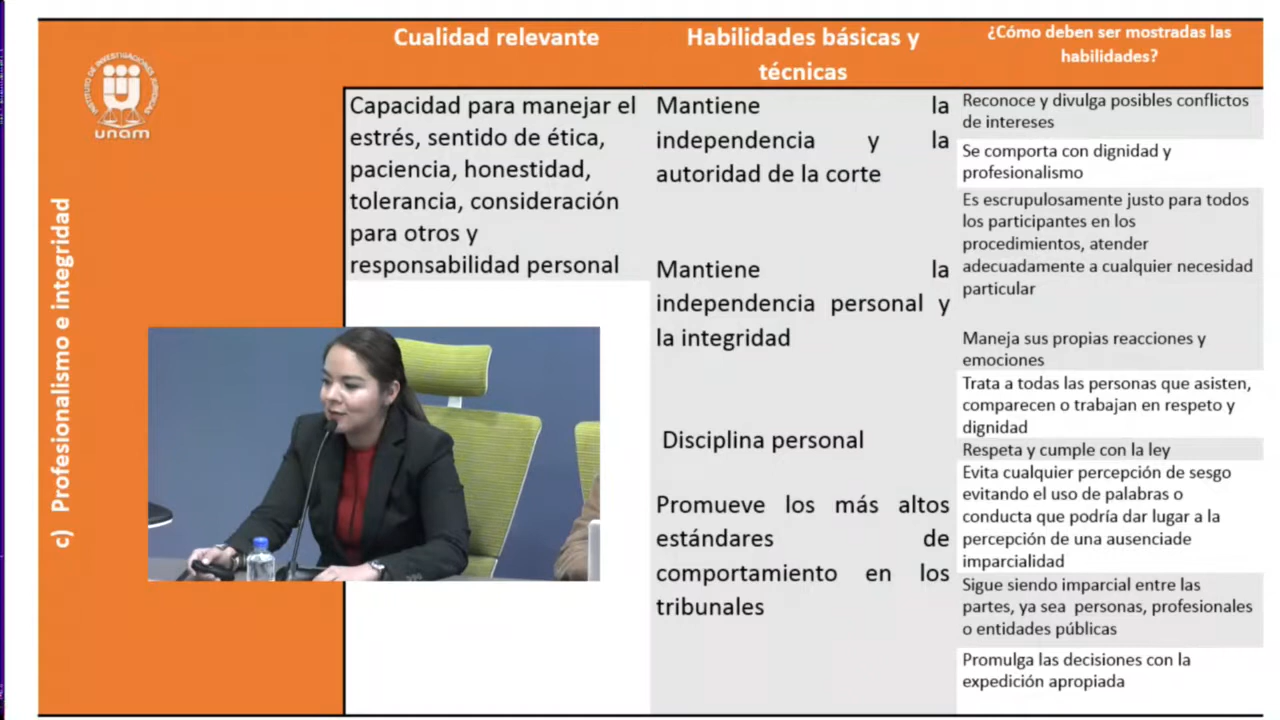 INSTITUTO DE INVESTIGACIONES JURÍDICAS
unam
c) Profesionalismo e integridad
Cualidad relevante
Capacidad para manejar el
estrés, sentido de ética,
paciencia, honestidad,
tolerancia, consideración
para otros y
responsabilidad personal
Habilidades básicas y
técnicas
Mantiene la
independencia y la
autoridad de la corte
Mantiene la
independencia personal y
la integridad
Disciplina personal
Promueve los más altos
estándares de
comportamiento en los
tribunales
¿Cómo deben ser mostradas las
habilidades?
Reconoce y divulga posibles conflictos
de intereses
Se comporta con dignidad y
profesionalismo
Es escrupulosamente justo para todos
los participantes en los
procedimientos, atender
adecuadamente a cualquier necesidad
particular
Maneja sus propias reacciones y
emociones
Trata a todas las personas que asisten,
comparecen o trabajan en respeto y
dignidad
Respeta y cumple con la ley
Evita cualquier percepción de sesgo
evitando el uso de palabras o
conducta que podría dar lugar a la
percepción de una ausenciade
imparcialidad
Sigue siendo imparcial entre las
partes, ya sea personas, profesionales
o entidades públicas
Promulga las decisiones con la
expedición apropiada